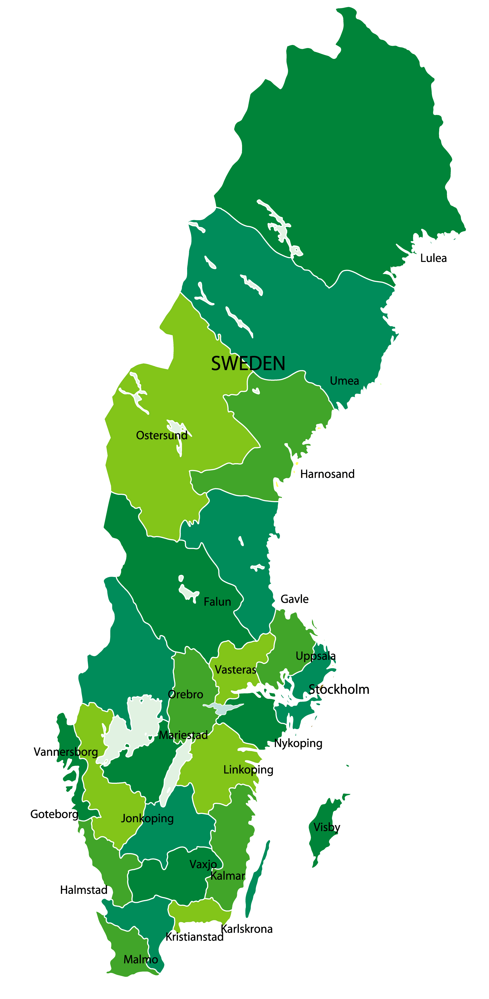 Lulea
SWEDEN
Umea
Ostersund
Harnosand
Gavle
Falun
Uppsala
Vasteras
Stockholm
Orebro
Mariestad
Nykoping
Vannersborg
Linkoping
Goteborg
Jonkoping
Visby
Vaxjo
Kalmar
Halmstad
Karlskrona
Kristianstad
Malmo